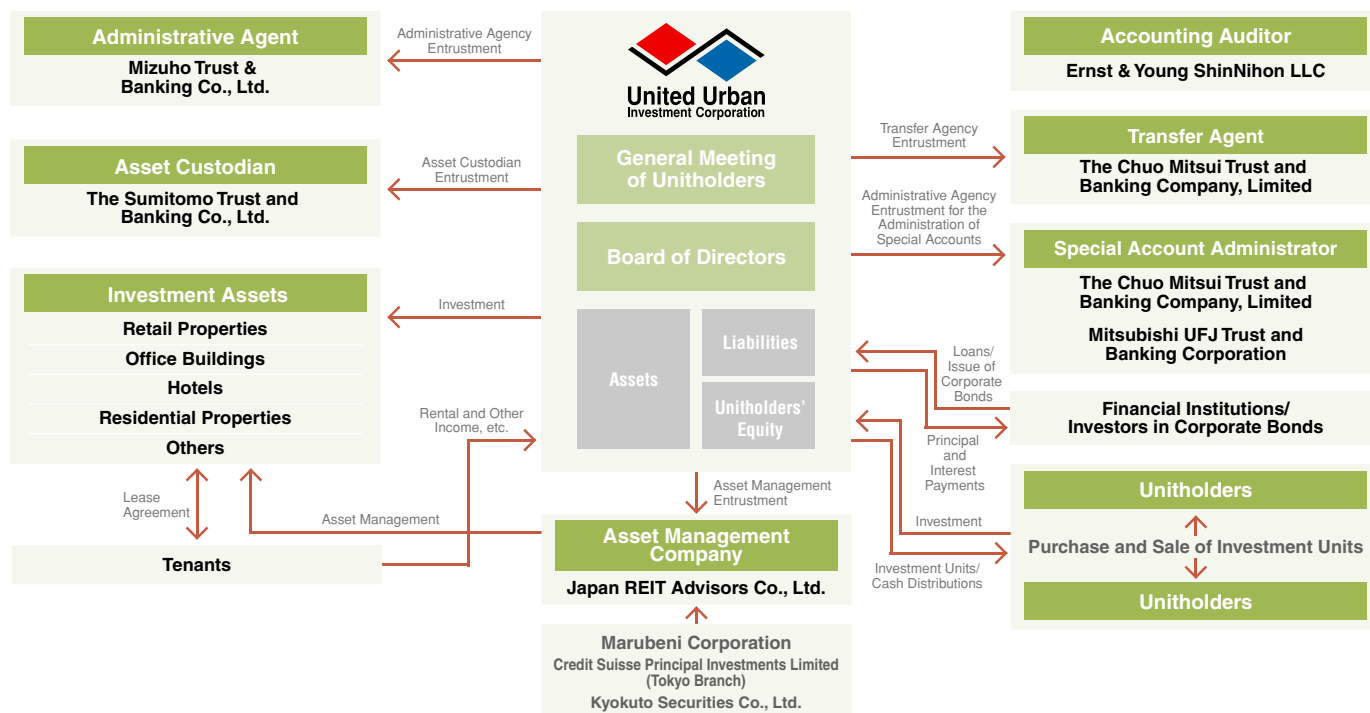 Administrative Agent
Mizuho Trust &
Banking Co., Ltd.
Administrative Agency
Entrustment
Asset Custodian
The Sumitomo Trust and
Banking Co., Ltd.
Asset Custodian
Entrustment
Investment Assets
Retail Properties
Office Buildings
Hotels
Residential Properties
Others
Investment
Rental and Other
Income, etc.
Lease
Agreement
Asset Management
Tenants
United Urban
Investment Corporation
General Meeting
of Unitholders
Board of Directors
Assets
Liabilities
Unitholders'
Equity
Asset Management
Entrustment
Asset Management
Company
Japan REIT Advisors Co., Ltd.
Marubeni Corporation
Credit Suisse Principal Investments Limited
(Tokyo Branch)
Kyokuto Securities Co., Ltd.
Accounting Auditor
Ernst & Young ShinNihon LLC
Transfer Agency
Entrustment
Transfer Agent
The Chuo Mitsui Trust and
Banking Company, Limited
Administrative Agency
Entrustment for the
Administration of
Special Accounts
Special Account Administrator
The Chuo Mitsui Trust and
Banking Company, Limited
Mitsubishi UFJ Trust and
Banking Corporation
Loans/
Issue of
Corporate
Bonds
Financial Institutions/
Investors in Corporate Bonds
Principal
and
Interest
Payments
Investment
Investment Units/
Cash Distributions
Unitholders
Purchase and Sale of Investment Units
Unitholders